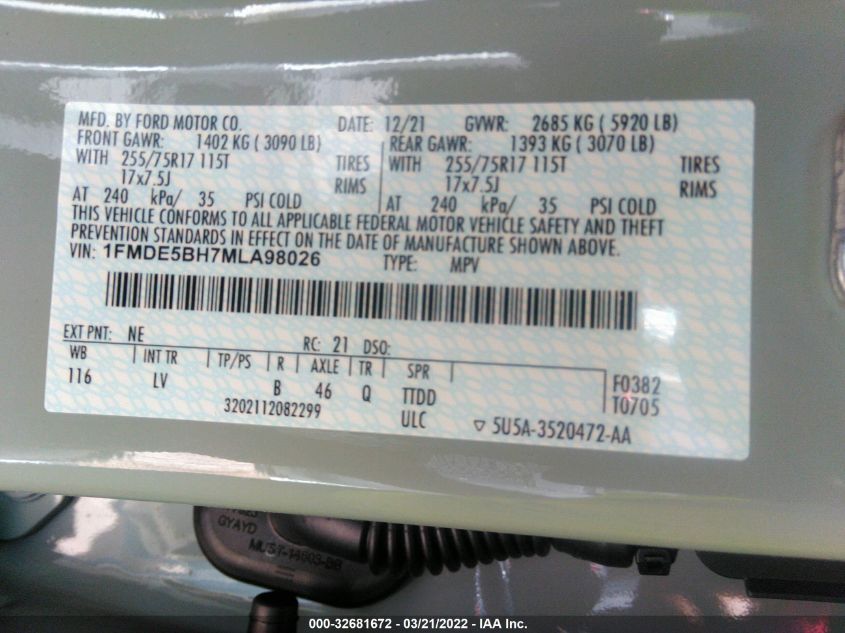 MFD. BY FORD MOTOR CO. DATE: 12/21 GVWR: 2685 KG ( 5920 LB)
FRONT GAWR: 1402 KG ( 3090 LB) REAR GAWR: 1393 KG ( 3070 LB)
WITH 255/75R17 115T TIRES WITH 255/75R17 115T TIRES
17x7.5J RIMS 17x7.5J RIMS
AT 240 kPa/ 35 PSI COLD AT 240 kPa/ 35 PSI COLD
THIS VEHICLE CONFORMS TO ALL APPLICABLE FEDERAL MOTOR VEHICLE SAFETY AND THEFT
PREVENTION STANDARDS IN EFFECT ON THE DATE OF MANUFACTURE SHOWN ABOVE.
VIN: 1FMDE5BH7MLA98026 TYPE: MPV
EXT PNT: NE RC: 21 DSO:
WB INT TR TP/PS R AXLE TR SPR
116 LV B 46 Q TTDD F0382
3202112082299 ULC T0705
5U5A-3520472-AA
GYAYD
000-32681672 / 03/21/2022 - IAA Inc.